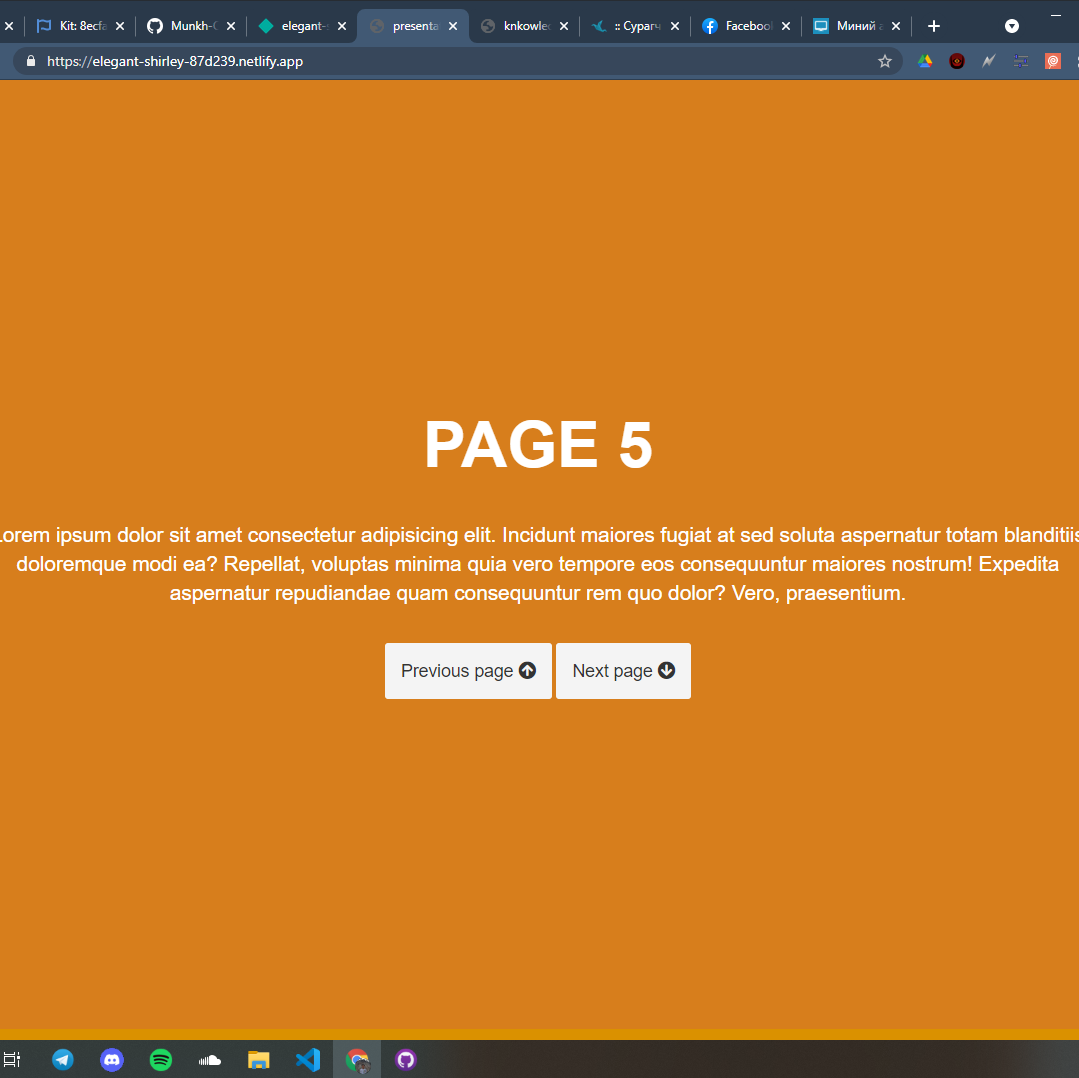 Kit: 8ecfa
Munkh-
elegant-
presenta
knkowle
:: Сурагч
Facebook
Миний
https://elegant-shirley-87d239.netlify.app
PAGE 5
Lorem ipsum dolor sit amet consectetur adipisicing elit. Incidunt maiores fugiat at sed soluta aspernatur totam blanditiis
doloremque modi ea? Repellat, voluptas minima quia vero tempore eos consequuntur maiores nostrum! Expedita
aspernatur repudiandae quam consequuntur rem quo dolor? Vero, praesentium.
Previous page
Next page